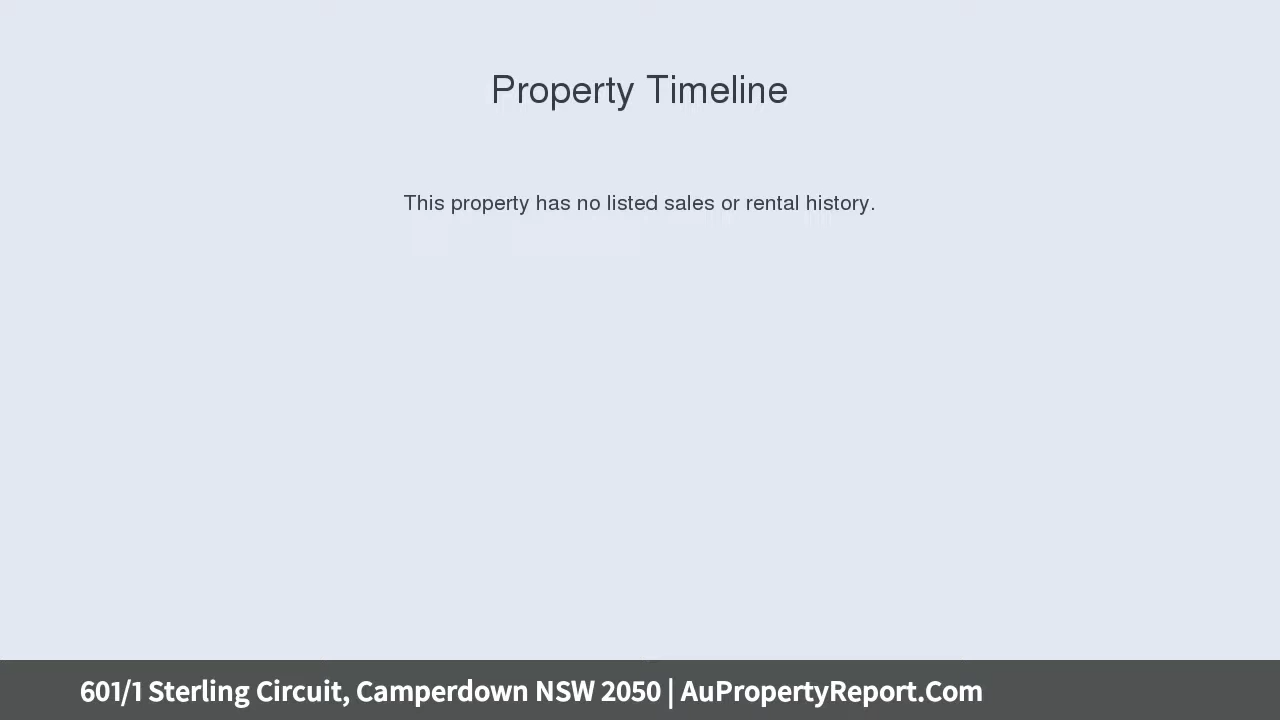 Property Timeline
This property has no listed sales or rental history.
601/1 Sterling Circuit, Camperdown NSW 2050 | AuPropertyReport.Com